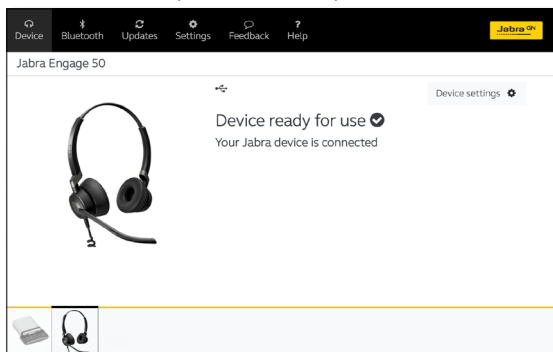 Device
Bluetooth
Updates
Settings
Feedback
?
Help
Jabra GN
Jabra Engage 50
Device settings
Device ready for use
Your Jabra device is connected